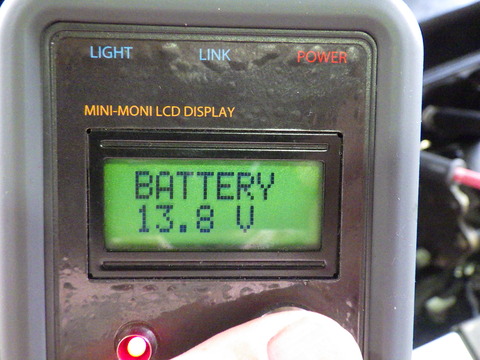 LIGHT LINK POWER
MINI-MONI LCD DISPLAY
BATTERY
13.8 V